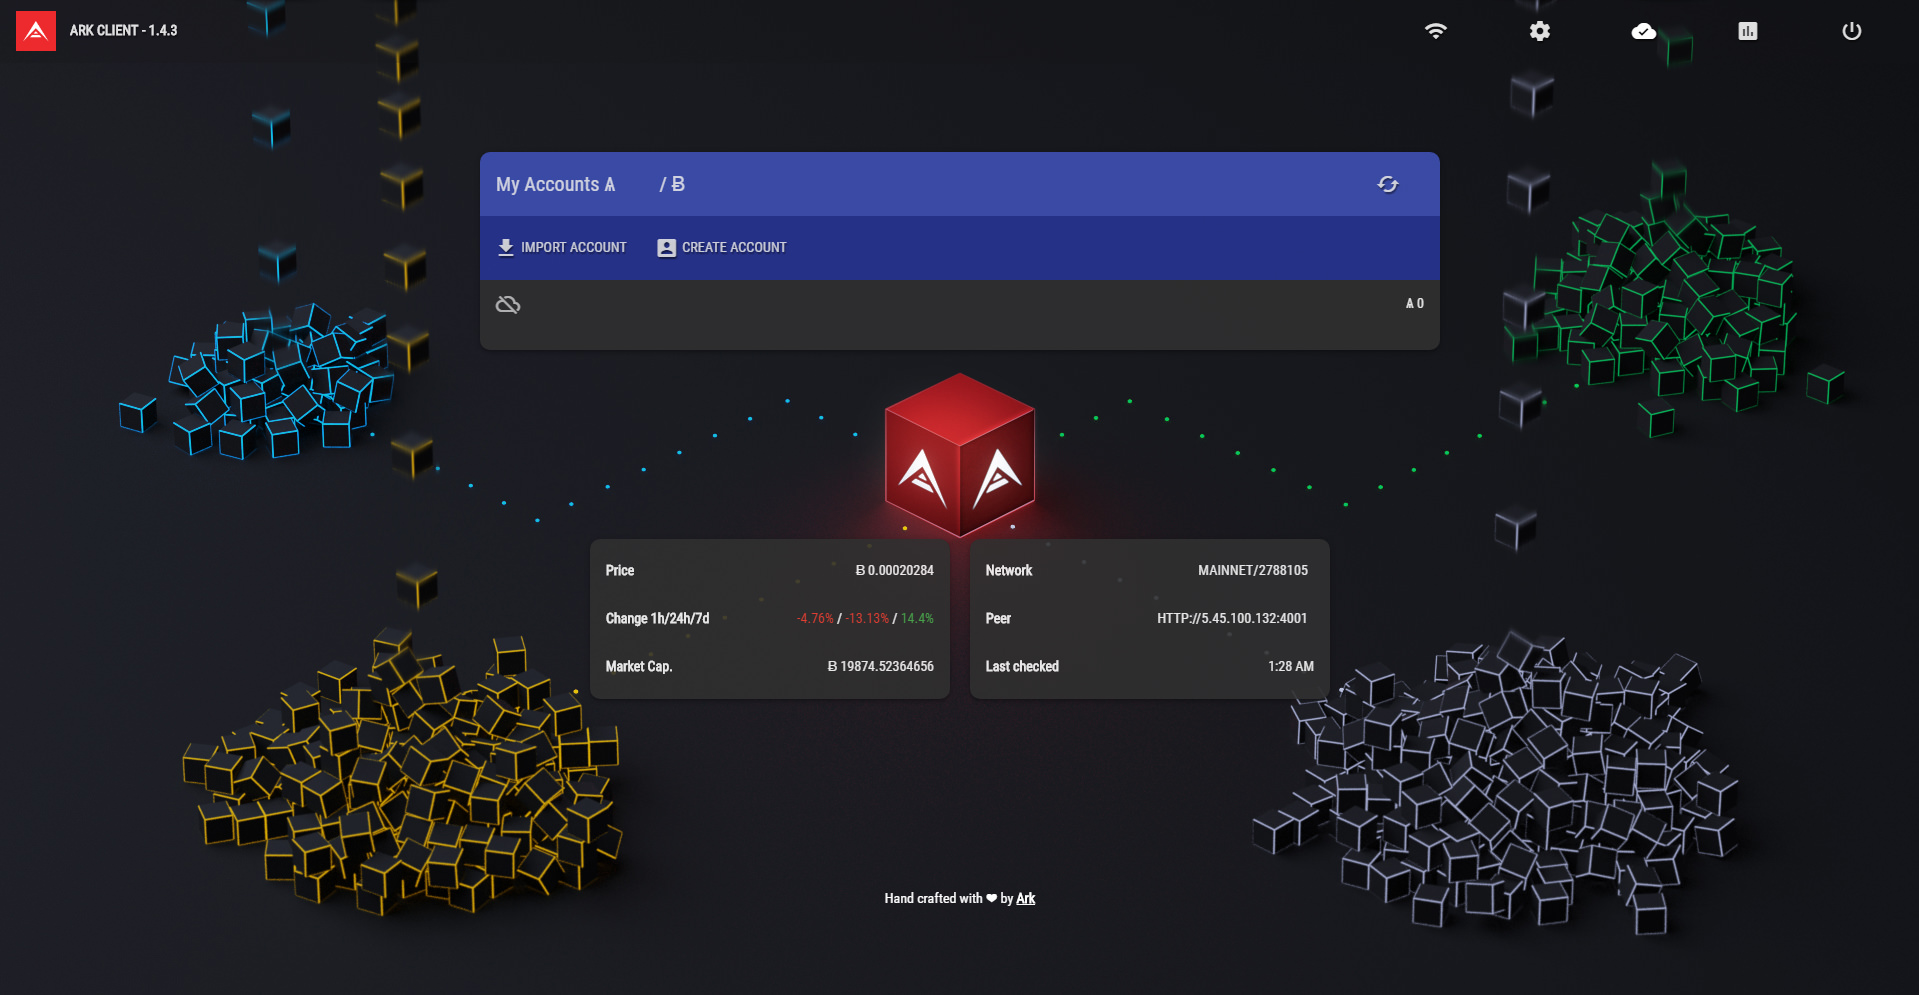 ARK CLIENT - 1.4.3
My Accounts Ѧ / Ƀ
IMPORT ACCOUNT CREATE ACCOUNT
Ѧ 0
Price Ƀ 0.00020284
Change 1h/24h/7d -4.76% / -13.13% / 14.4%
Market Cap. Ƀ 19874.52364656
Network MAINNET/2788105
Peer HTTP://5.45.100.132:4001
Last checked 1:28 AM
Hand crafted with ❤ by Ark